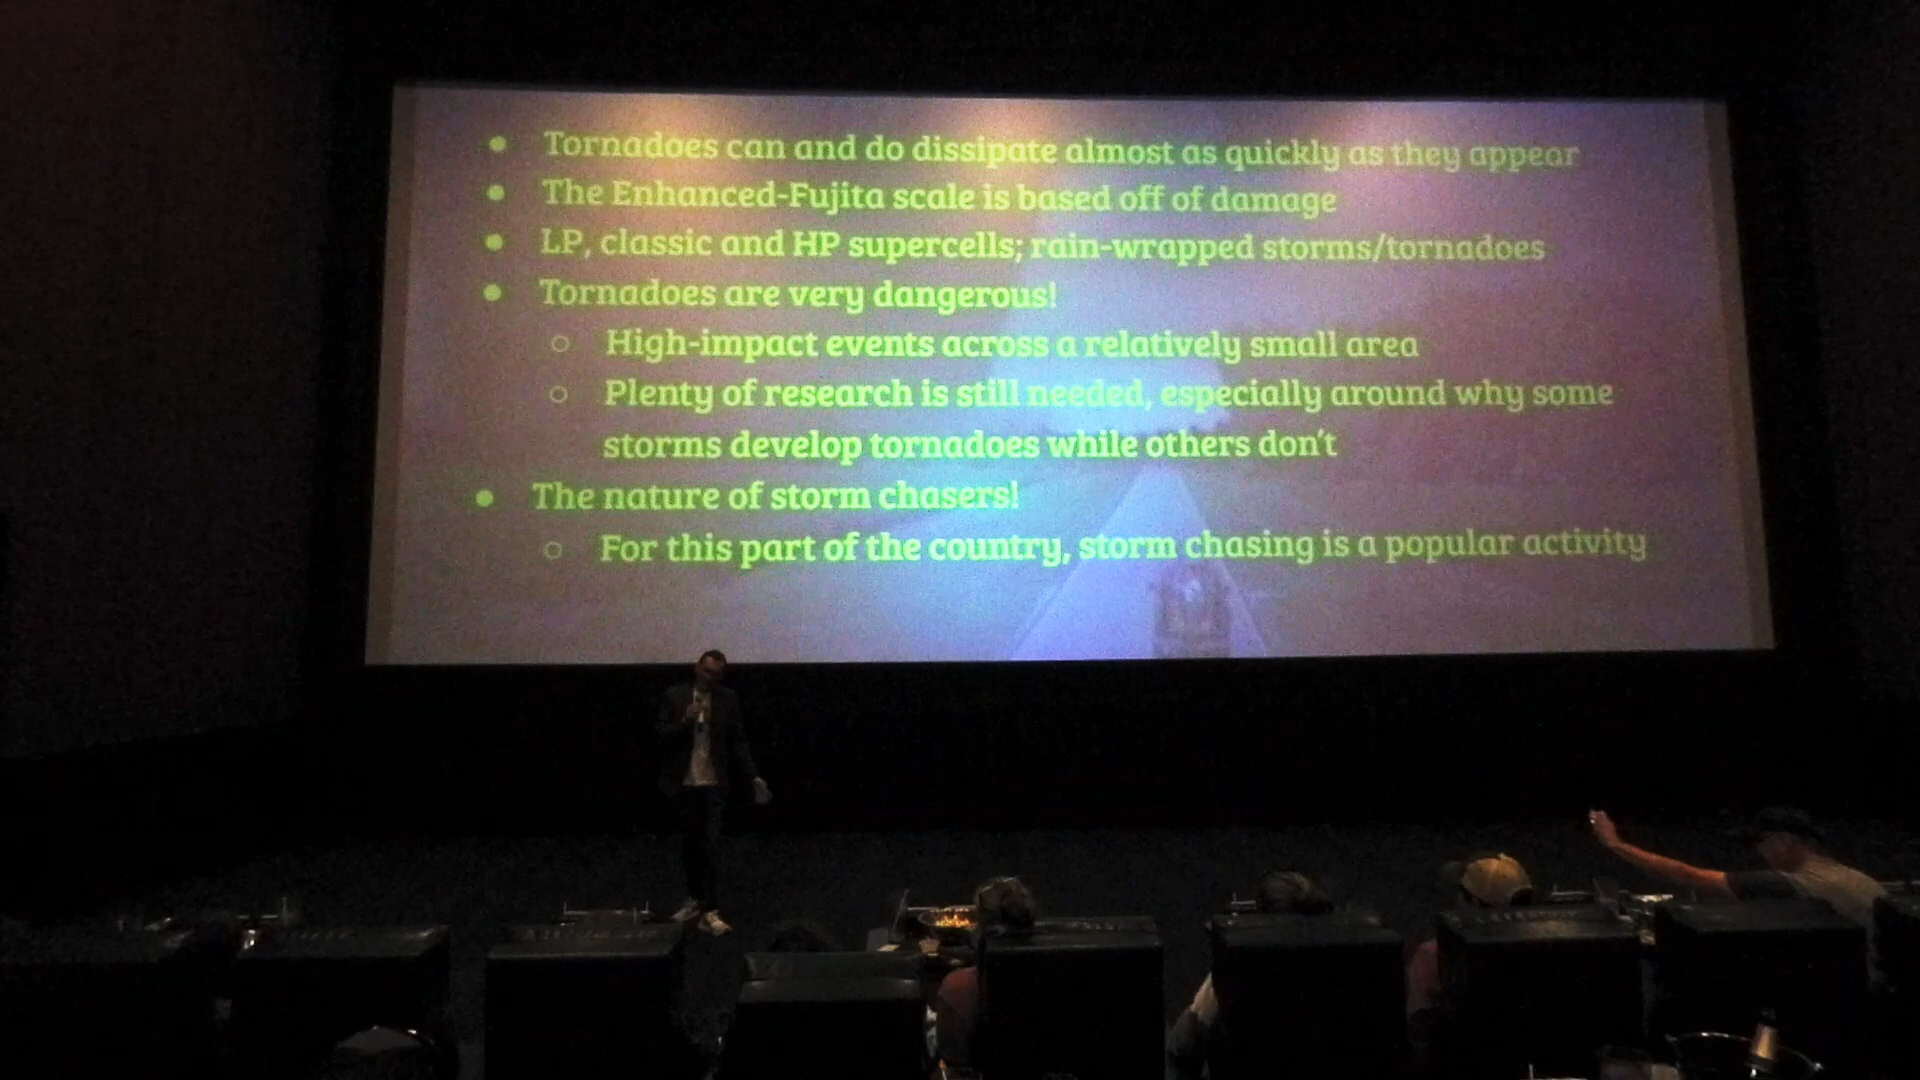 ● Tornadoes can and do dissipate almost as quickly as they appear
● The Enhanced-Fujita scale is based off of damage
● LP, classic and HP supercells; rain-wrapped storms/tornadoes
● Tornadoes are very dangerous!
○ High-impact events across a relatively small area
○ Plenty of research is still needed, especially around why some
storms develop tornadoes while others don't
● The nature of storm chasers!
○ For this part of the country, storm chasing is a popular activity